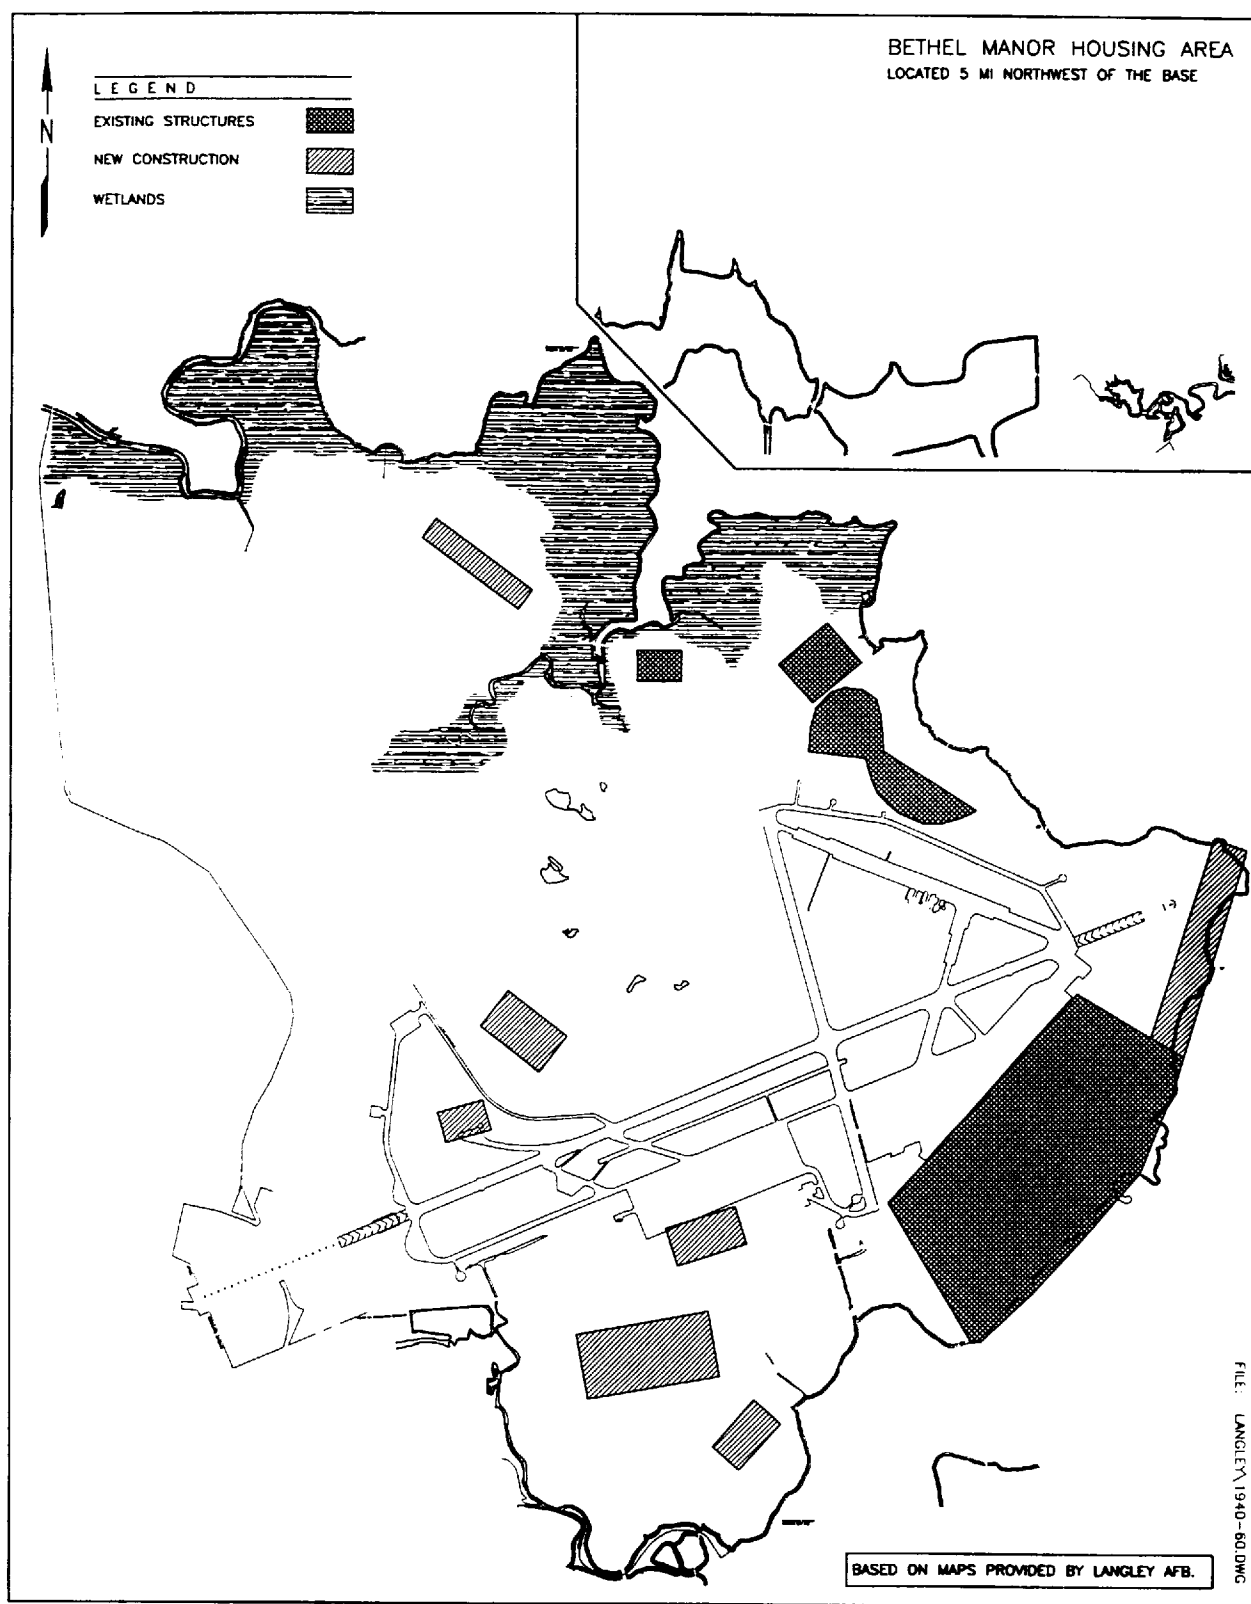 BETHEL MANOR HOUSING AREA
LOCATED 5 MI NORTHWEST OF THE BASE
N
LEGEND
EXISTING STRUCTURES
NEW CONSTRUCTION
WETLANDS
FILE: LANGLEY\1940-60.DWG
BASED ON MAPS PROVIDED BY LANGLEY AFB.